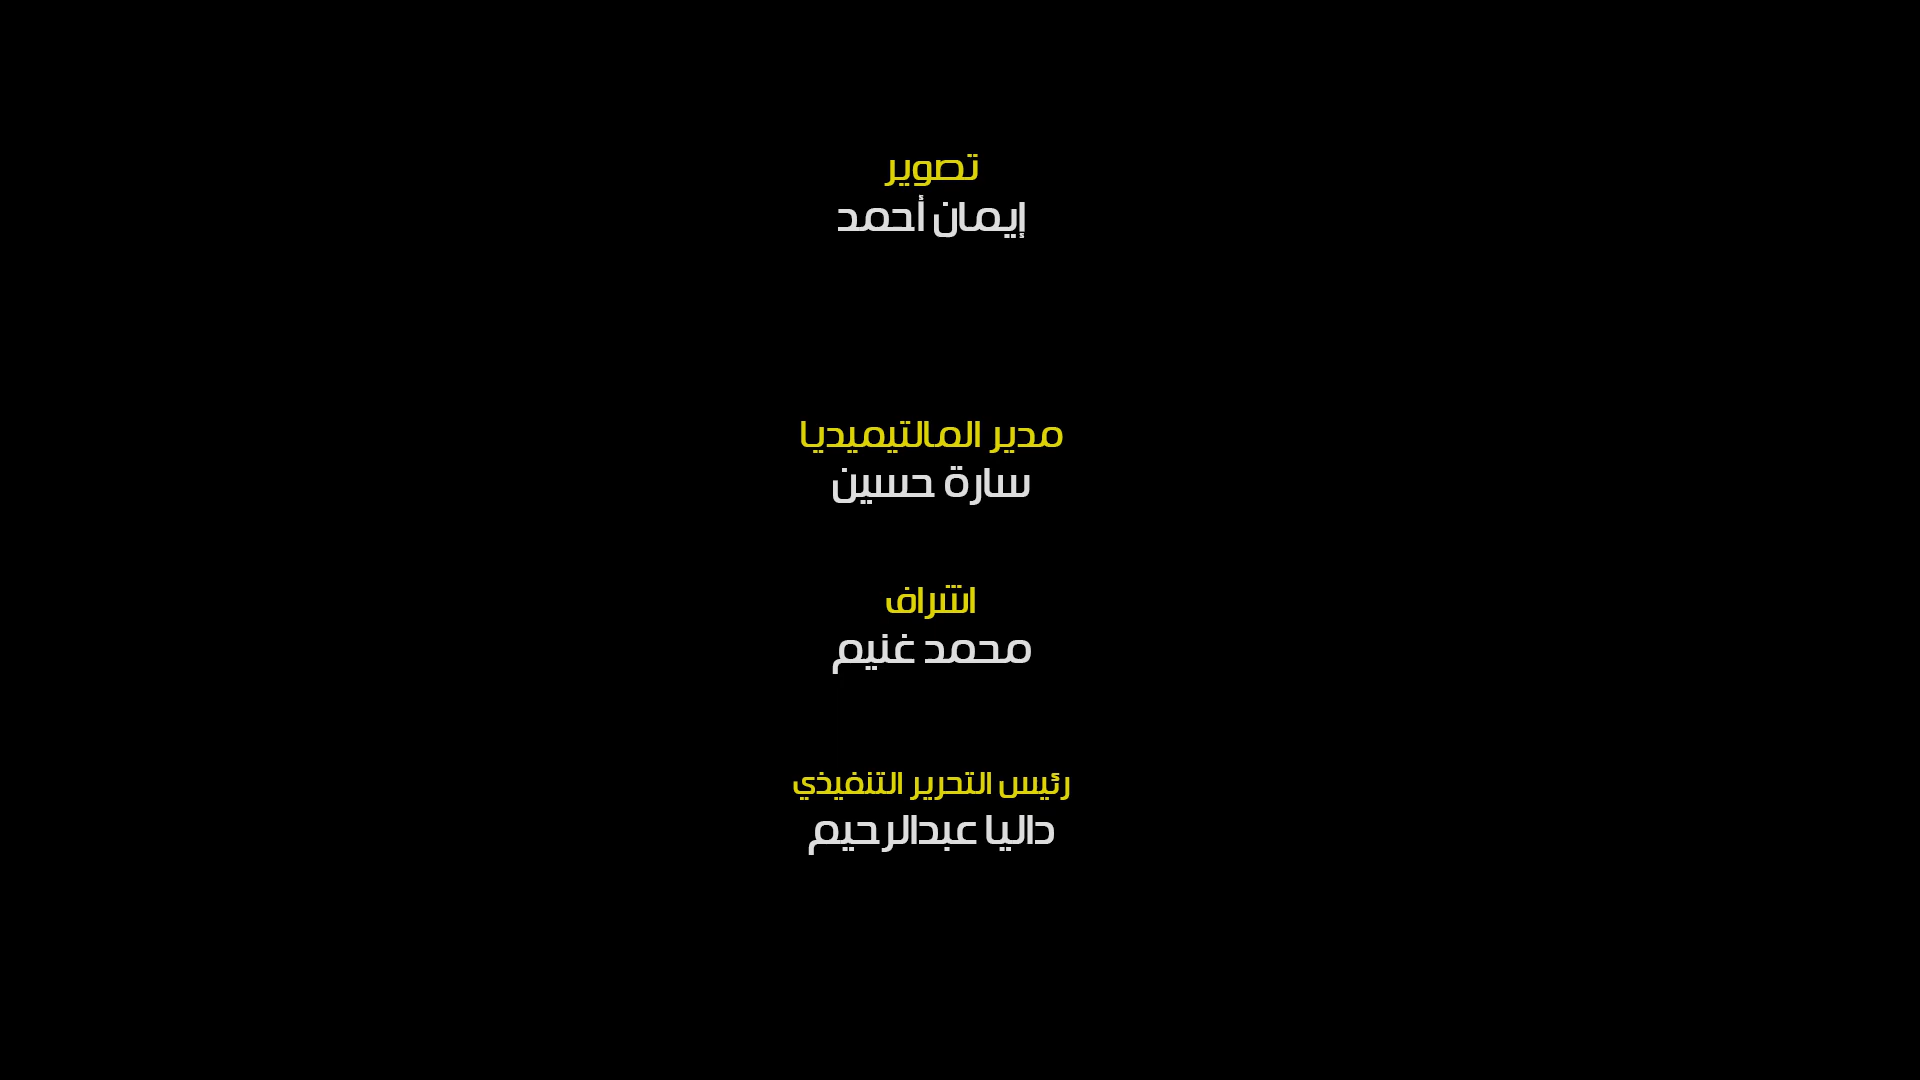 تصوير
إيمان أحمد
مدير المالتيميديا
سارة حسين
اشراف
محمد غنيم
رئيس التحرير التنفيذي
داليا عبدالرحيم